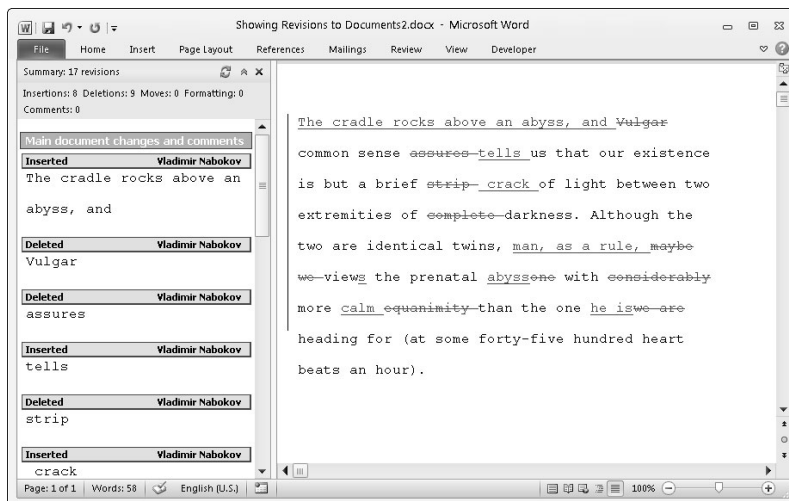 Showing Revisions to Documents2.docx - Microsoft Word
File Home Insert Page Layout References Mailings Review View Developer
Summary: 17 revisions
Insertions: 8 Deletions: 9 Moves: 0 Formatting: 0
Comments: 0
Main document changes and comments
Inserted Vladimir Nabokov
The cradle rocks above an
abyss, and
Deleted Vladimir Nabokov
Vulgar
Deleted Vladimir Nabokov
assures
Inserted Vladimir Nabokov
tells
Deleted Vladimir Nabokov
strip
Inserted Vladimir Nabokov
crack
The cradle rocks above an abyss, and Vulgar
common sense assures tells us that our existence
is but a brief strip crack of light between two
extremities of complete darkness. Although the
two are identical twins, man, as a rule, maybe
we views the prenatal abyssone with considerably
more calm equanimity than the one he iswe are
heading for (at some forty-five hundred heart
beats an hour).
Page: 1 of 1 Words: 58 English (U.S.) 100%